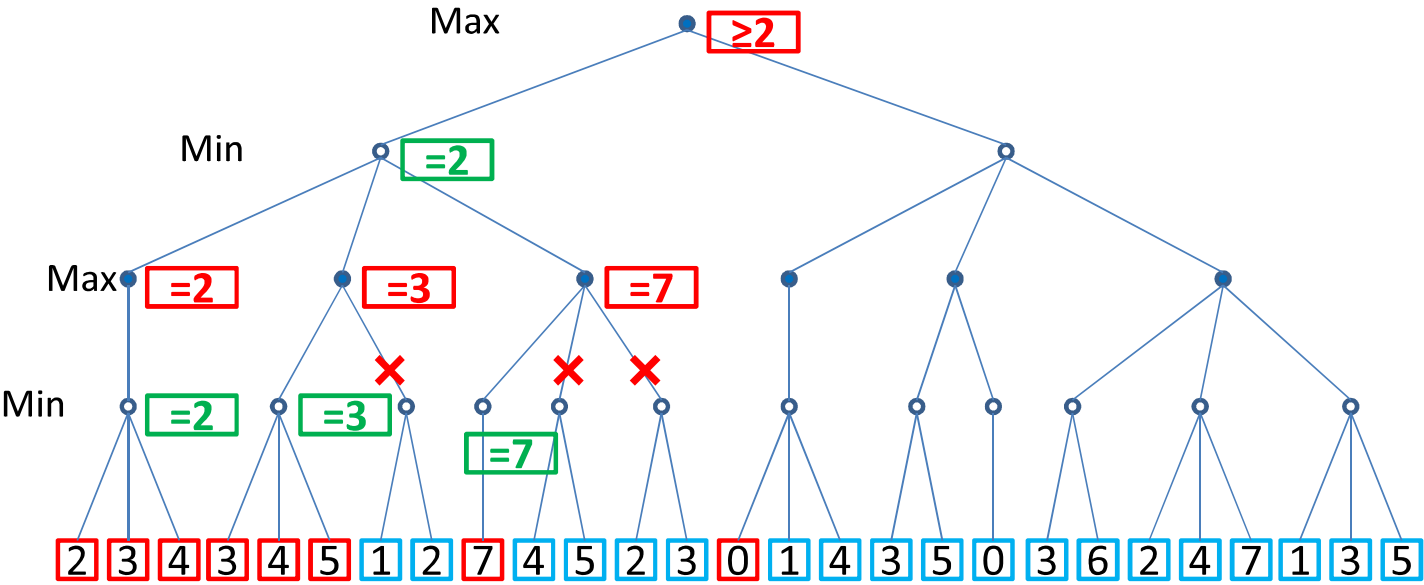 Max ≥2
Min =2
Max =2 =3 =7
Min =2 =3
=7
2 3 4 3 4 5 1 2 7 4 5 2 3 0 1 4 3 5 0 3 6 2 4 7 1 3 5